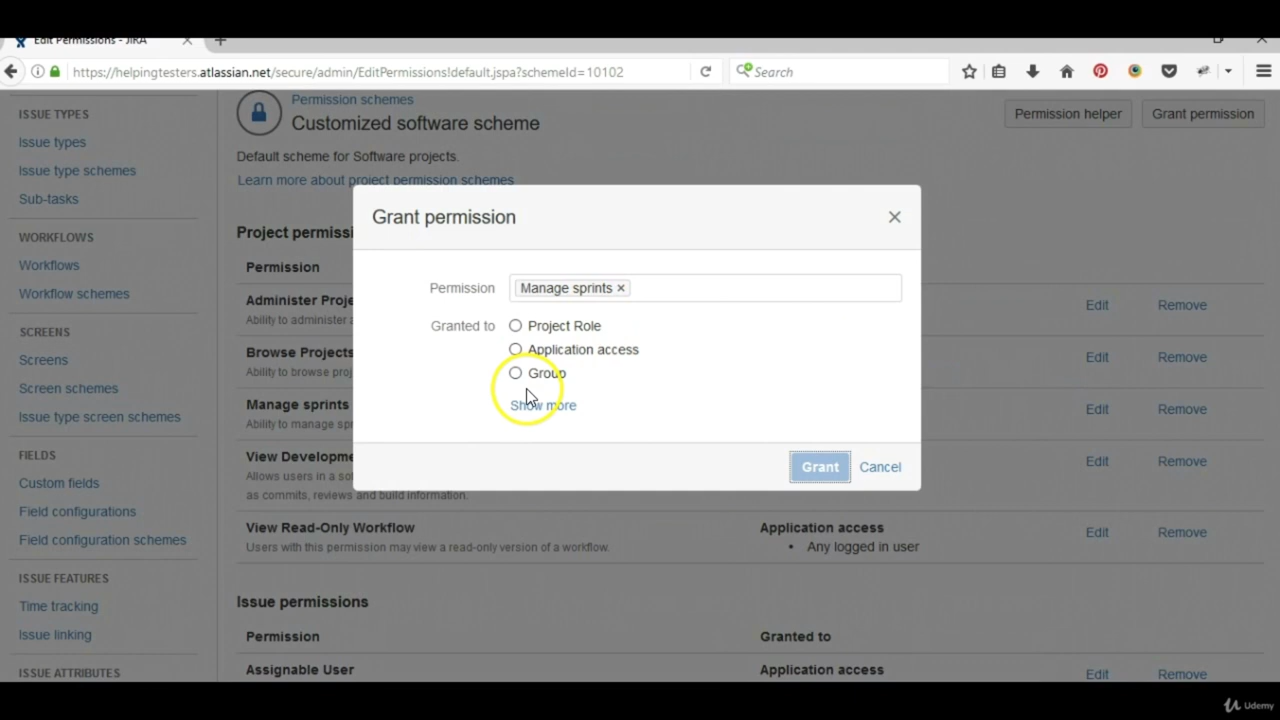 Edit Permissions - JIRA
https://helpingtesters.atlassian.net/secure/admin/EditPermissions!default.jspa?schemeId=10102
Search
ISSUE TYPES
Issue types
Issue type schemes
Sub-tasks
WORKFLOWS
Workflows
Workflow schemes
SCREENS
Screens
Screen schemes
Issue type screen schemes
FIELDS
Custom fields
Field configurations
Field configuration schemes
ISSUE FEATURES
Time tracking
Issue linking
ISSUE ATTRIBUTES
Permission schemes
Customized software scheme
Permission helper
Grant permission
Default scheme for Software projects.
Learn more about project permission schemes
Grant permission
Permission
Manage sprints ×
Granted to
Project Role
Application access
Group
Show more
Grant
Cancel
Project permissi
Permission
Administer Proje
Ability to administer a
Edit Remove
Browse Projects
Ability to browse proj
Edit Remove
Manage sprints
Ability to manage spr
Edit Remove
View Developme
Allows users in a so
as commits, reviews and build information.
Edit Remove
View Read-Only Workflow
Users with this permission may view a read-only version of a workflow.
Application access
• Any logged in user
Edit Remove
Issue permissions
Permission Granted to
Assignable User Application access
Edit Remove
Udemy